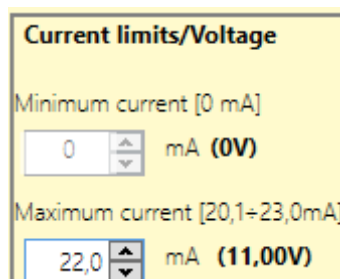 Current limits/Voltage
Minimum current [0 mA]
0 mA (0V)
Maximum current [20,1÷23,0mA]
22,0 mA (11,00V)